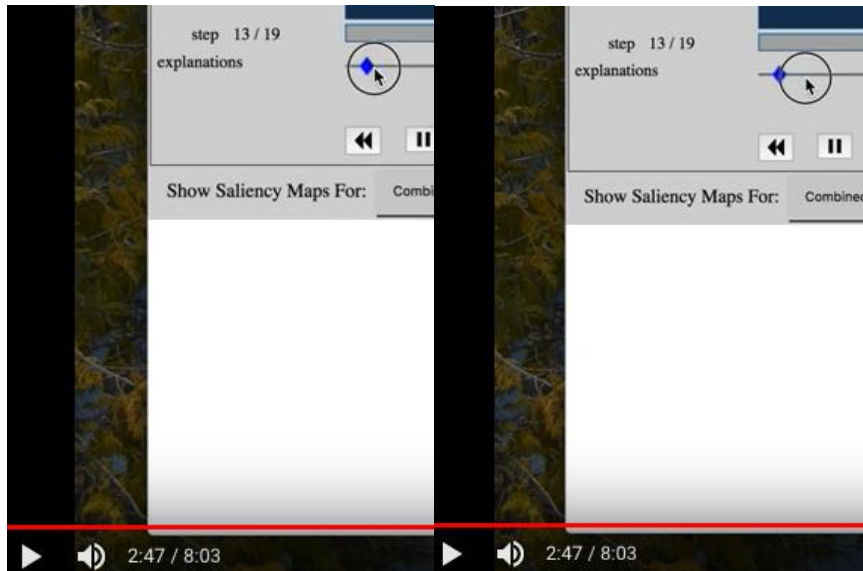 step 13 / 19
explanations
Show Saliency Maps For: Combi
2:47 / 8:03
step 13 / 19
explanations
Show Saliency Maps For: Combined
2:47 / 8:03